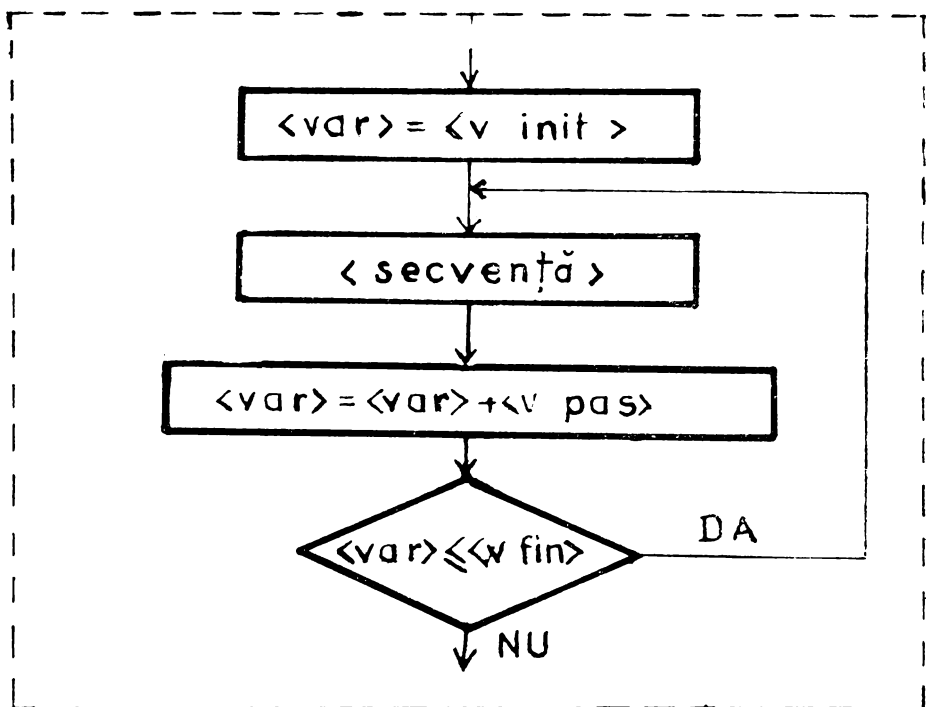 <var> = <v init >
< secvență >
<var> = <var> + <v pas>
<var> ≤ <v fin>
DA
NU